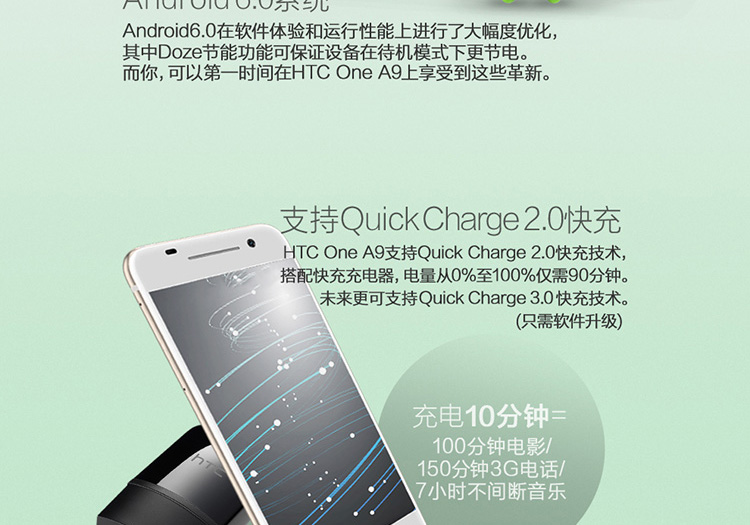 Android 6.0系统
Android6.0在软件体验和运行性能上进行了大幅度优化，
其中Doze节能功能可保证设备在待机模式下更节电。
而你，可以第一时间在HTC One A9上享受到这些革新。
支持Quick Charge 2.0快充
HTC One A9支持Quick Charge 2.0快充技术，
搭配快充充电器，电量从0%至100%仅需90分钟。
未来更可支持Quick Charge 3.0 快充技术。
(只需软件升级)
充电10分钟=
100分钟电影/
150分钟3G电话/
7小时不间断音乐
hTC